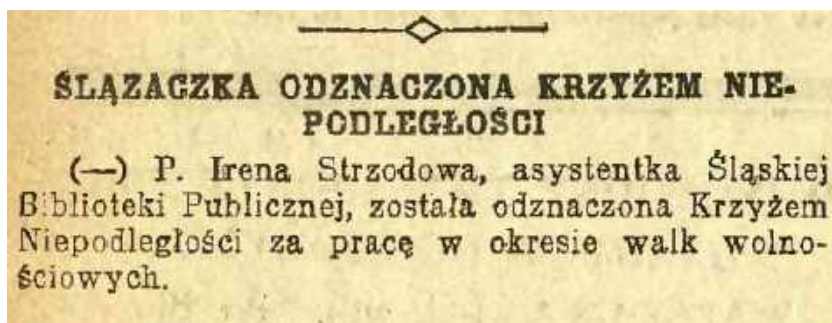 ŚLĄZACZKA ODZNACZONA KRZYŻEM NIE-
PODLEGŁOŚCI
(—) P. Irena Strzodowa, asystentka Śląskiej
Biblioteki Publicznej, została odznaczona Krzyżem
Niepodległości za pracę w okresie walk wolno-
ściowych.